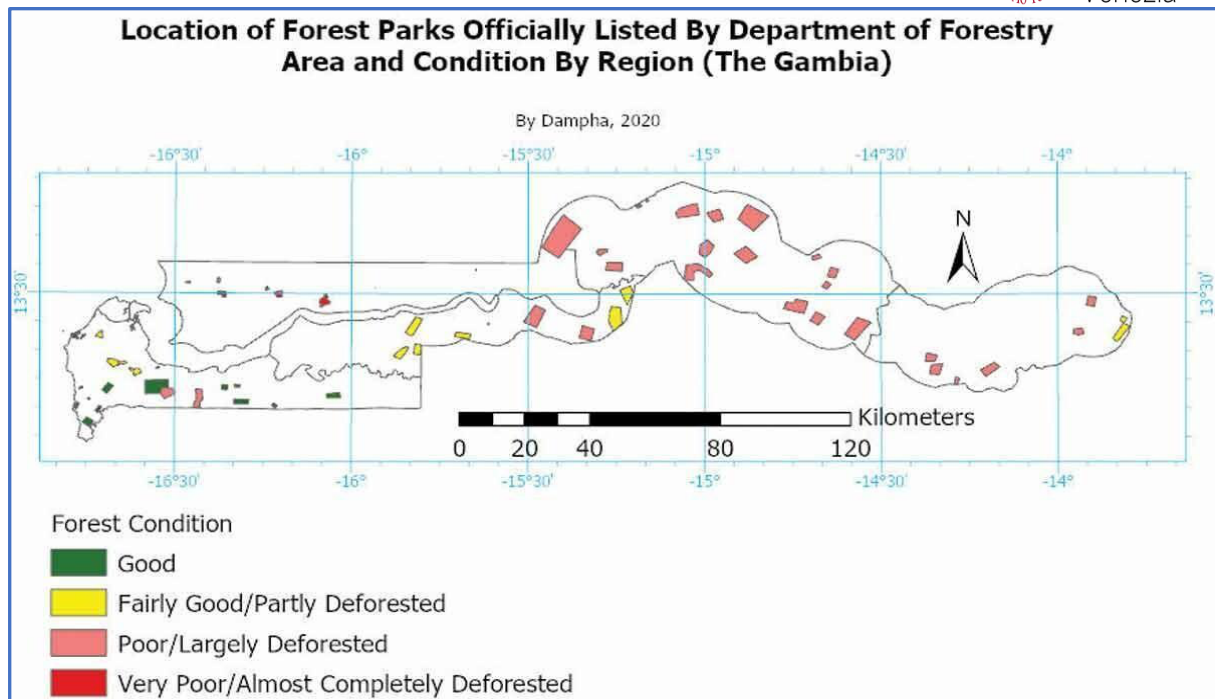 Venezia
Location of Forest Parks Officially Listed By Department of Forestry
Area and Condition By Region (The Gambia)
By Dampha, 2020
-16°30' -16° -15°30' -15° -14°30' -14°
N
13°30' 13°30'
Kilometers
0 20 40 80 120
-16°30' -16° -15°30' -15° -14°30' -14°
Forest Condition
Good
Fairly Good/Partly Deforested
Poor/Largely Deforested
Very Poor/Almost Completely Deforested